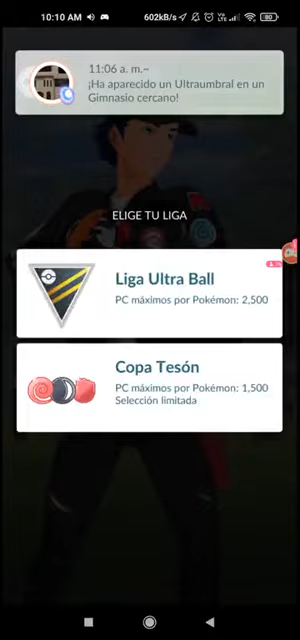 10:10 AM
602kB/s
80
11:06 a. m.~
¡Ha aparecido un Ultraumbral en un
Gimnasio cercano!
ELIGE TU LIGA
Liga Ultra Ball
PC máximos por Pokémon: 2,500
Copa Tesón
PC máximos por Pokémon: 1,500
Selección limitada